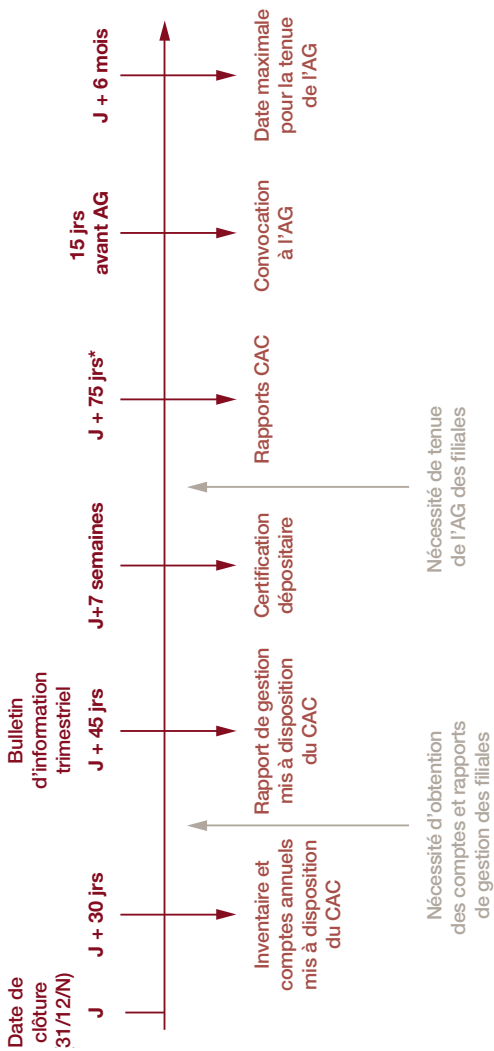 Date de
clôture
31/12/N)
J
J + 30 jrs
Bulletin
d'information
trimestriel
J + 45 jrs
J+7 semaines
J + 75 jrs*
15 jrs
avant AG
J + 6 mois
Inventaire et
comptes annuels
mis à disposition
du CAC
Rapport de gestion
mis à disposition
du CAC
Certification
dépositaire
Rapports CAC
Convocation
à l'AG
Date maximale
pour la tenue
de l'AG
Nécessité d'obtention
des comptes et rapports
de gestion des filiales
Nécessité de tenue
de l'AG des filiales